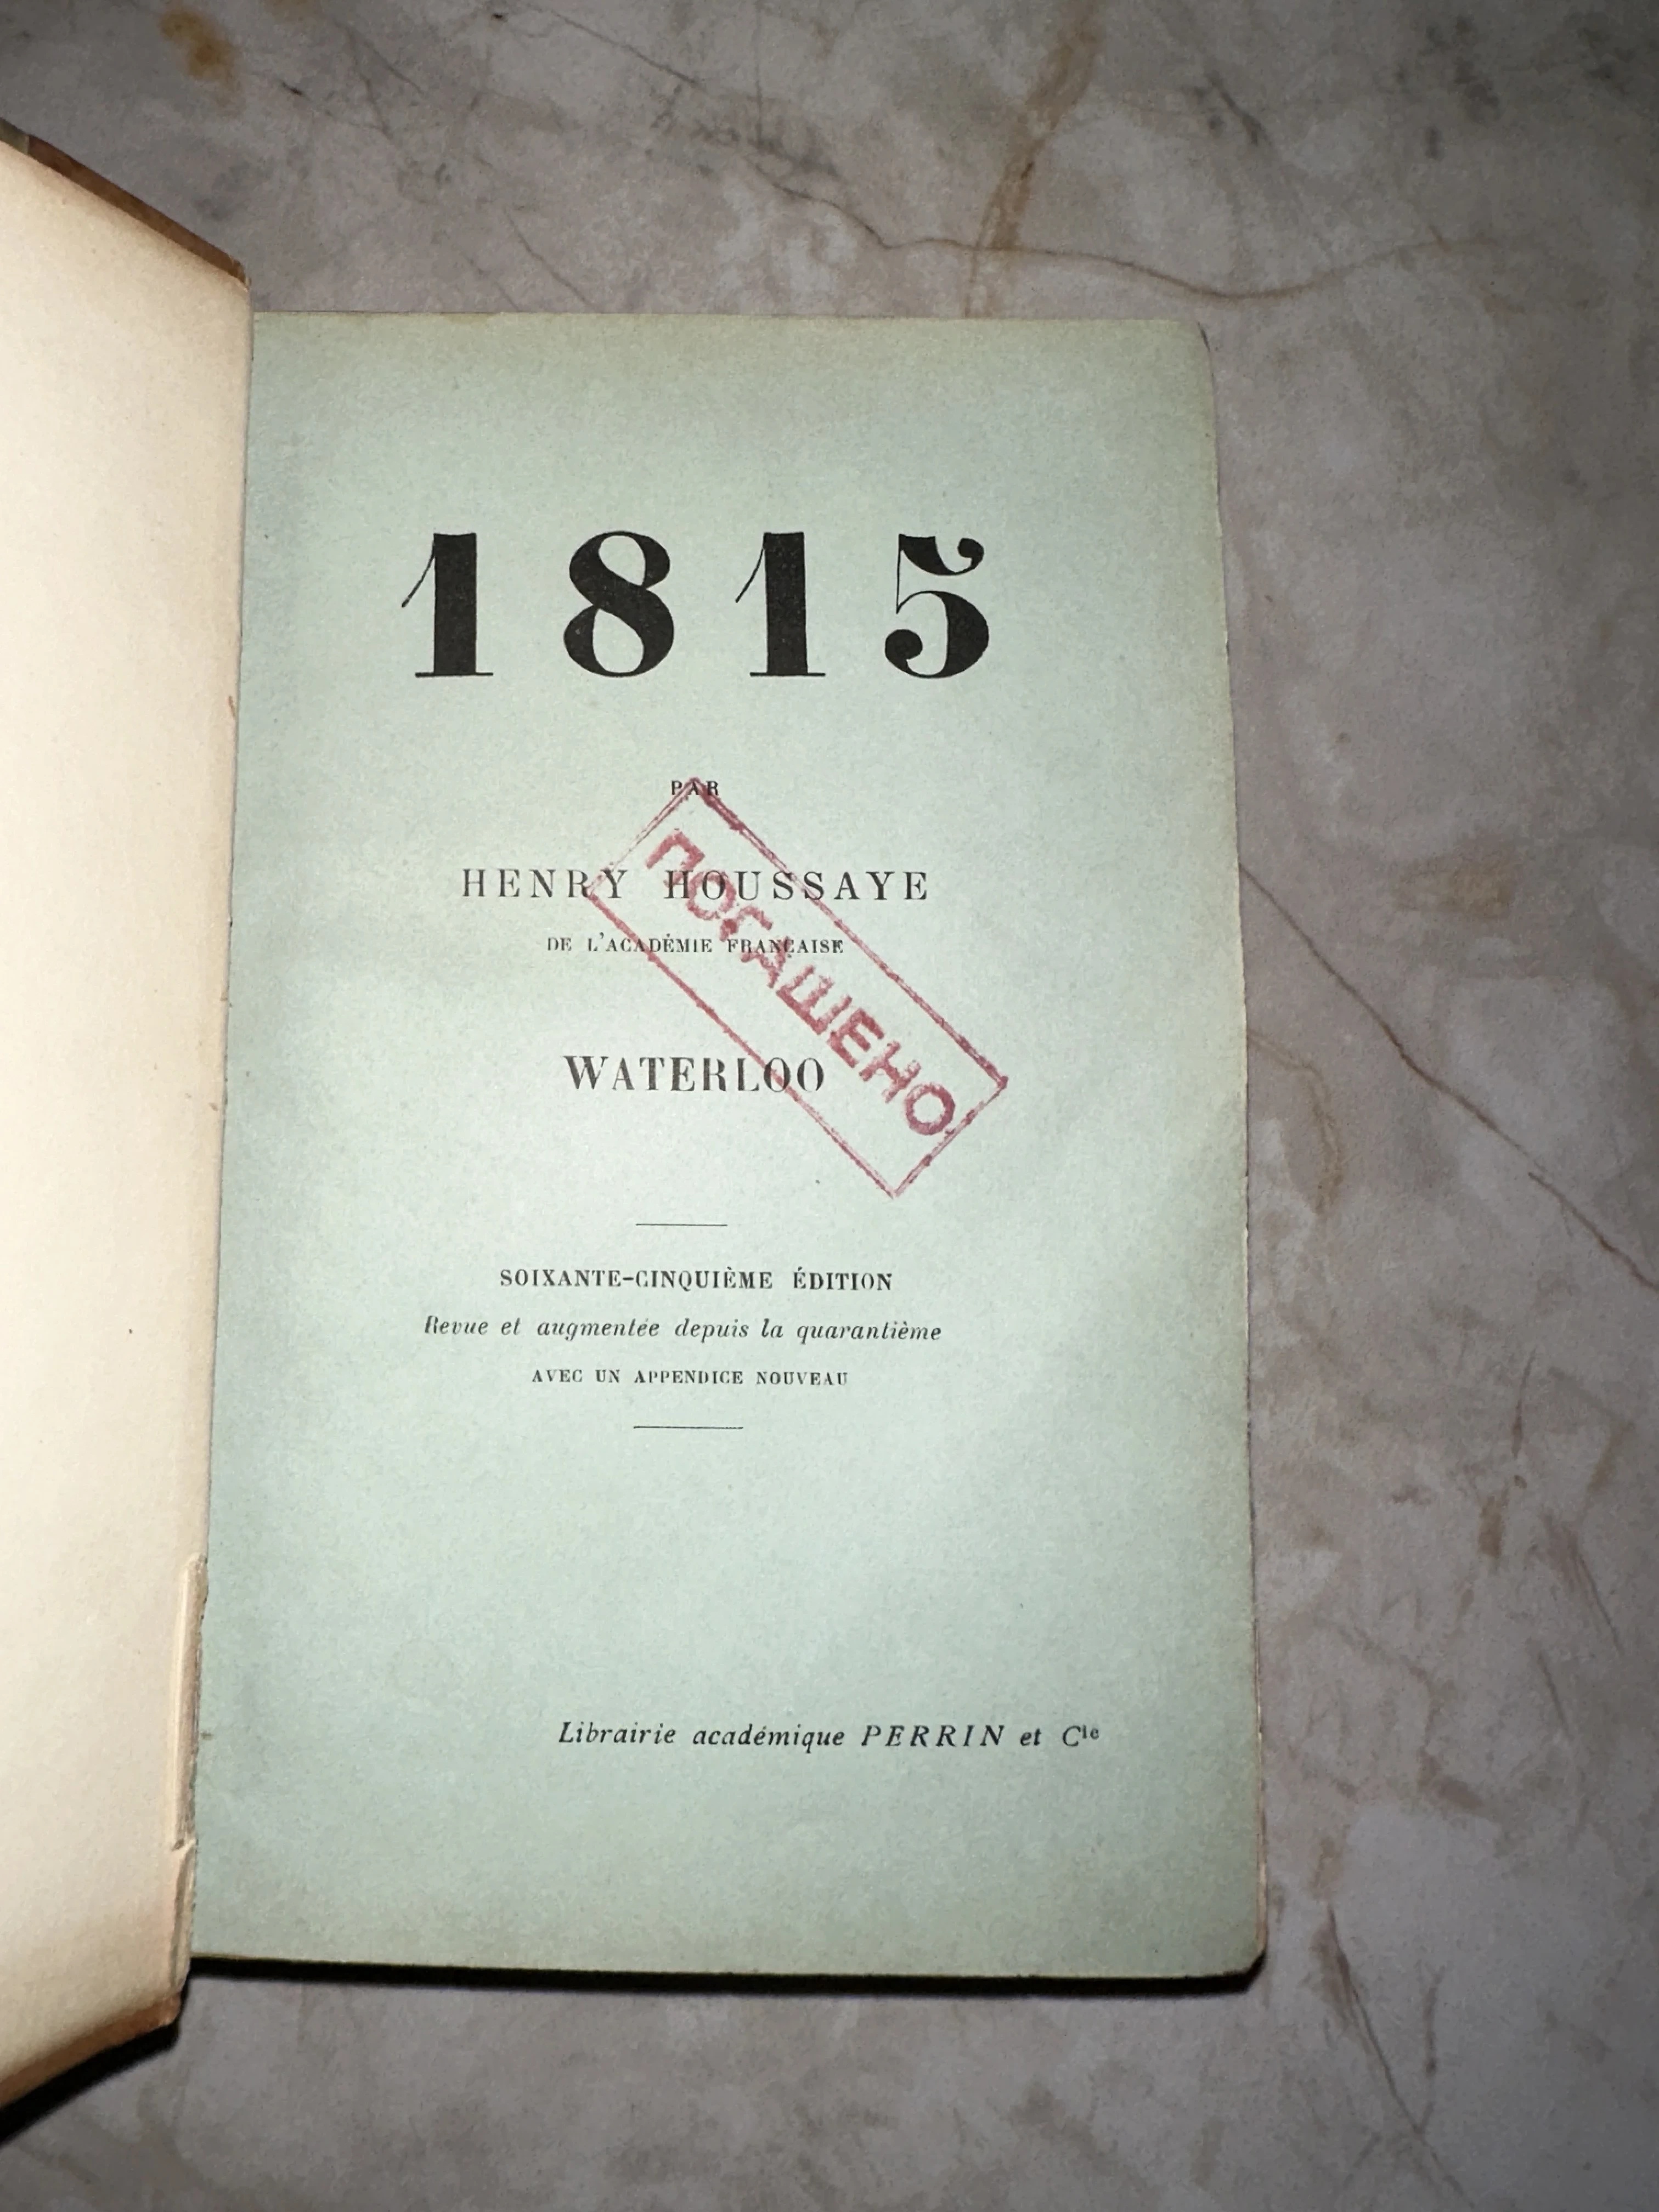 1815
PAR
HENRY HOUSSAYE
DE L'ACADÉMIE FRANÇAISE
ПОГАШЕНО
WATERLOO
SOIXANTE-CINQUIÈME ÉDITION
Revue et augmentée depuis la quarantième
AVEC UN APPENDICE NOUVEAU
Librairie académique PERRIN et Cie